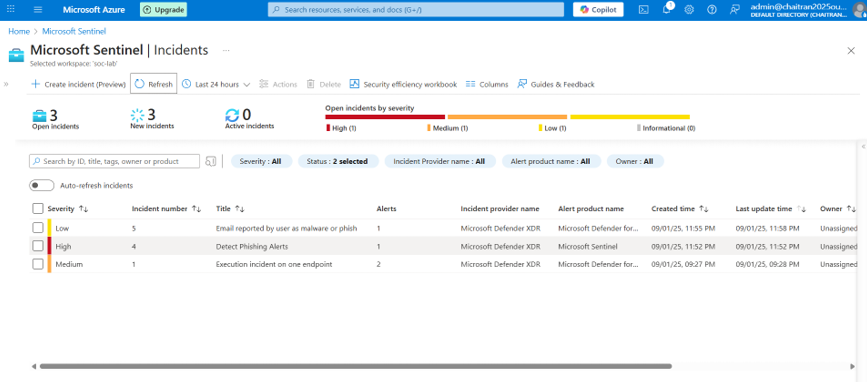 Microsoft Azure
Upgrade
Search resources, services, and docs (G+/)
Copilot
1
admin@chaitran2025ou...
DEFAULT DIRECTORY (CHAITRAN...
Home > Microsoft Sentinel
Microsoft Sentinel | Incidents ...
Selected workspace: 'soc-lab'
+ Create incident (Preview) Refresh Last 24 hours Actions Delete Security efficiency workbook Columns Guides & Feedback
3
Open incidents
3
New incidents
0
Active incidents
Open incidents by severity
High (1) Medium (1) Low (1) Informational (0)
Search by ID, title, tags, owner or product
Severity : All
Status : 2 selected
Incident Provider name : All
Alert product name : All
Owner : All
Auto-refresh incidents
Severity ↑↓ Incident number ↑↓ Title ↑↓ Alerts Incident provider name Alert product name Created time ↑↓ Last update time ↑↓ Owner ↑↓
Low 5 Email reported by user as malware or phish 1 Microsoft Defender XDR Microsoft Defender for... 09/01/25, 11:55 PM 09/01/25, 11:58 PM Unassigned
High 4 Detect Phishing Alerts 1 Microsoft Defender XDR Microsoft Sentinel 09/01/25, 11:52 PM 09/01/25, 11:52 PM Unassigned
Medium 1 Execution incident on one endpoint 2 Microsoft Defender XDR Microsoft Defender for... 09/01/25, 09:27 PM 09/01/25, 09:28 PM Unassigned